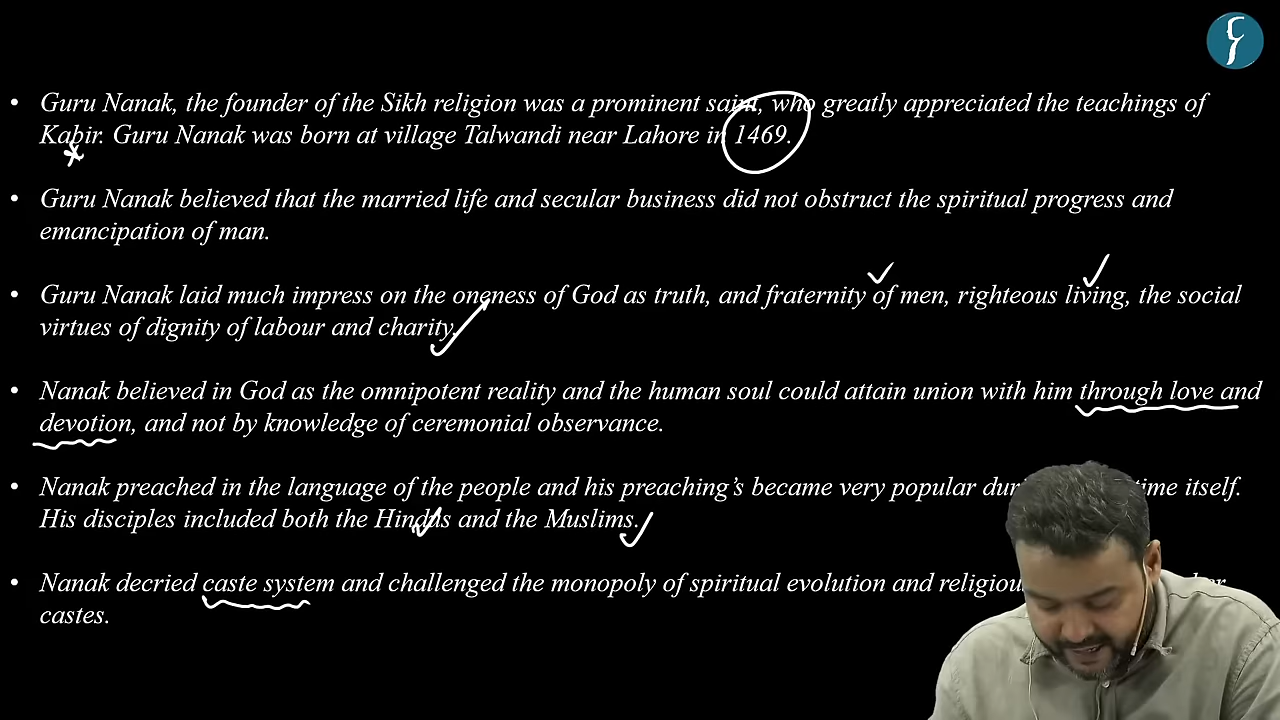 • Guru Nanak, the founder of the Sikh religion was a prominent saint, who greatly appreciated the teachings of
Kabir. Guru Nanak was born at village Talwandi near Lahore in 1469.
• Guru Nanak believed that the married life and secular business did not obstruct the spiritual progress and
emancipation of man.
• Guru Nanak laid much impress on the oneness of God as truth, and fraternity of men, righteous living, the social
virtues of dignity of labour and charity.
• Nanak believed in God as the omnipotent reality and the human soul could attain union with him through love and
devotion, and not by knowledge of ceremonial observance.
• Nanak preached in the language of the people and his preaching's became very popular time itself.
His disciples included both the Hindus and the Muslims.
• Nanak decried caste system and challenged the monopoly of spiritual evolution and
castes.